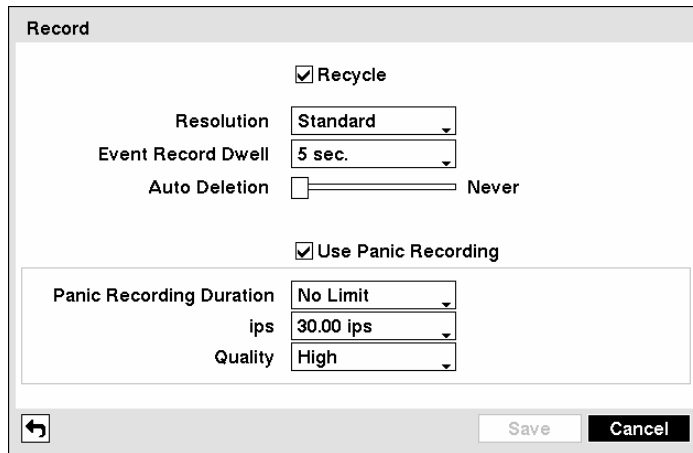 Record
Recycle
Resolution Standard
Event Record Dwell 5 sec.
Auto Deletion Never
Use Panic Recording
Panic Recording Duration No Limit
ips 30.00 ips
Quality High
Save Cancel